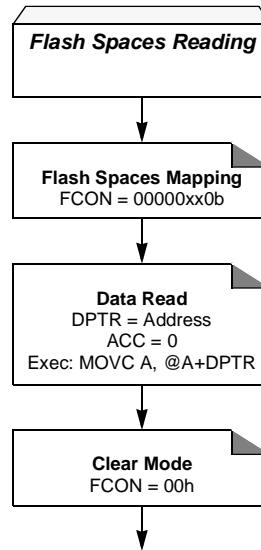 Flash Spaces Reading
Flash Spaces Mapping
FCON = 00000xx0b
Data Read
DPTR = Address
ACC = 0
Exec: MOVC A, @A+DPTR
Clear Mode
FCON = 00h